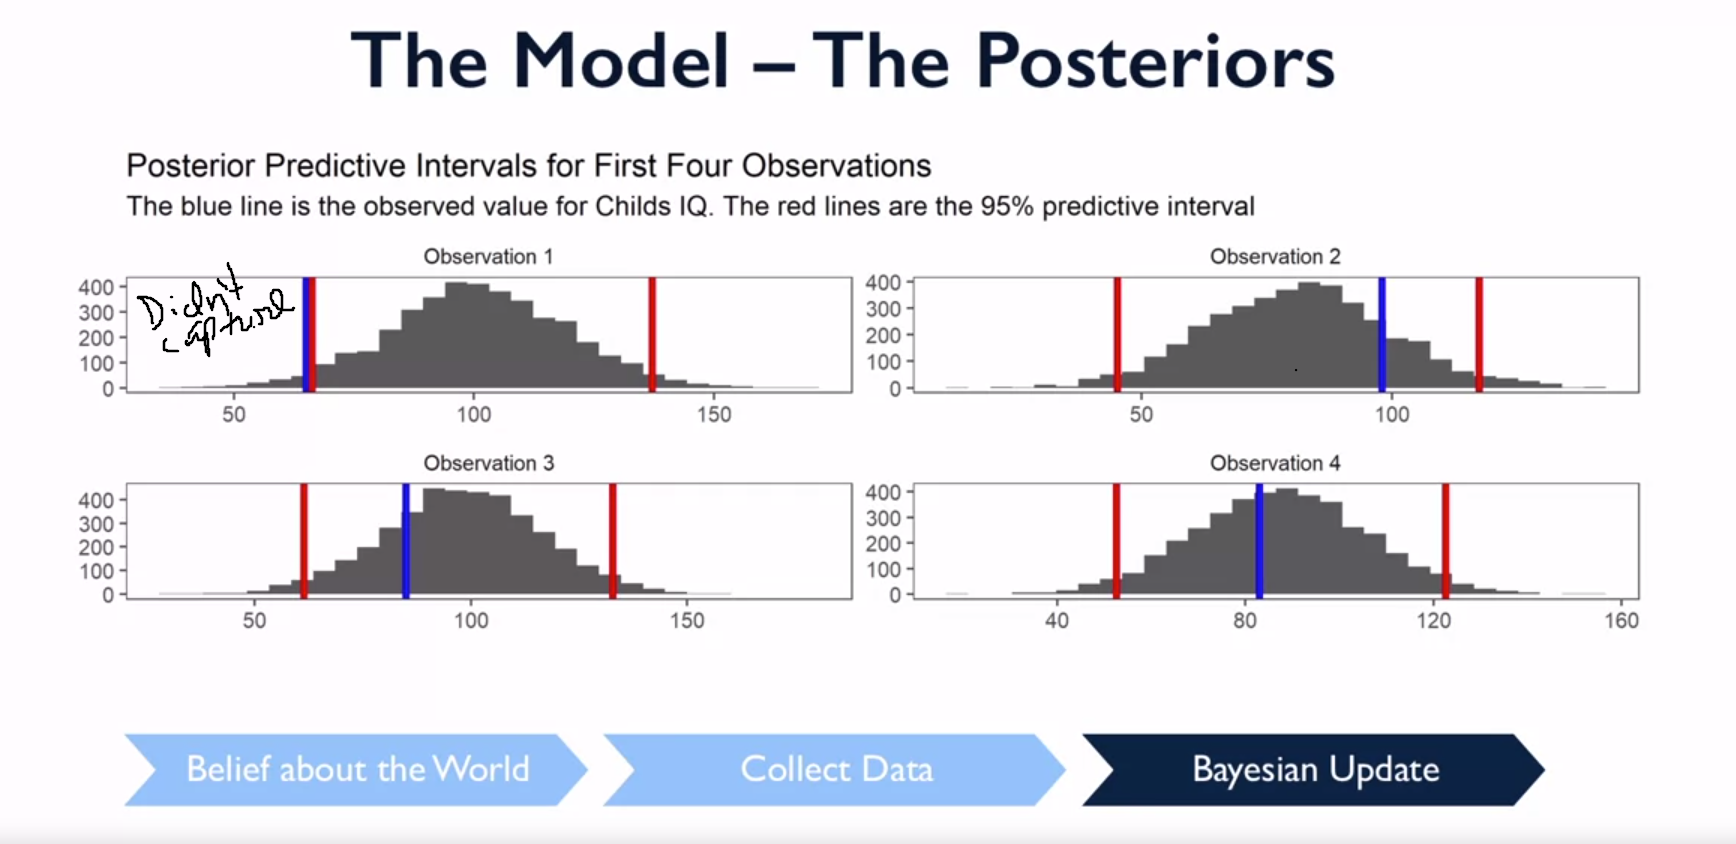 The Model – The Posteriors
Posterior Predictive Intervals for First Four Observations
The blue line is the observed value for Childs IQ. The red lines are the 95% predictive interval
Observation 1
400
300
200
100
0
50 100 150
Didn't
captured
Observation 2
400
300
200
100
0
50 100
Observation 3
400
300
200
100
0
50 100 150
Observation 4
400
300
200
100
0
40 80 120 160
Belief about the World
Collect Data
Bayesian Update